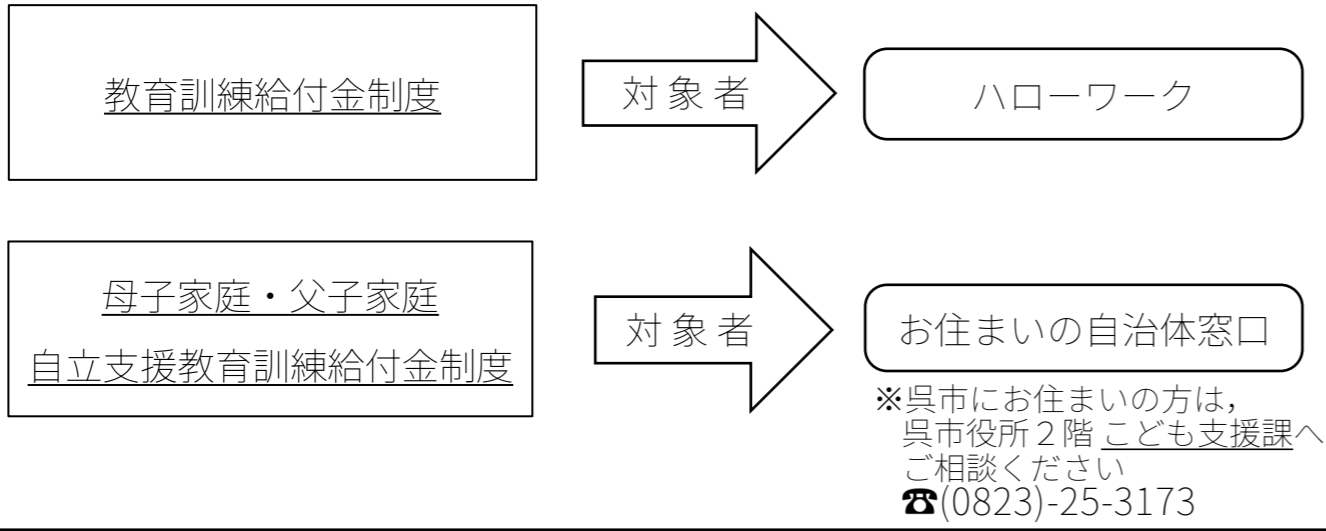 教育訓練給付金制度
対象者
ハローワーク
母子家庭・父子家庭
自立支援教育訓練給付金制度
対象者
お住まいの自治体窓口
※呉市にお住まいの方は，
呉市役所２階 こども支援課へ
ご相談ください
☎(0823)-25-3173